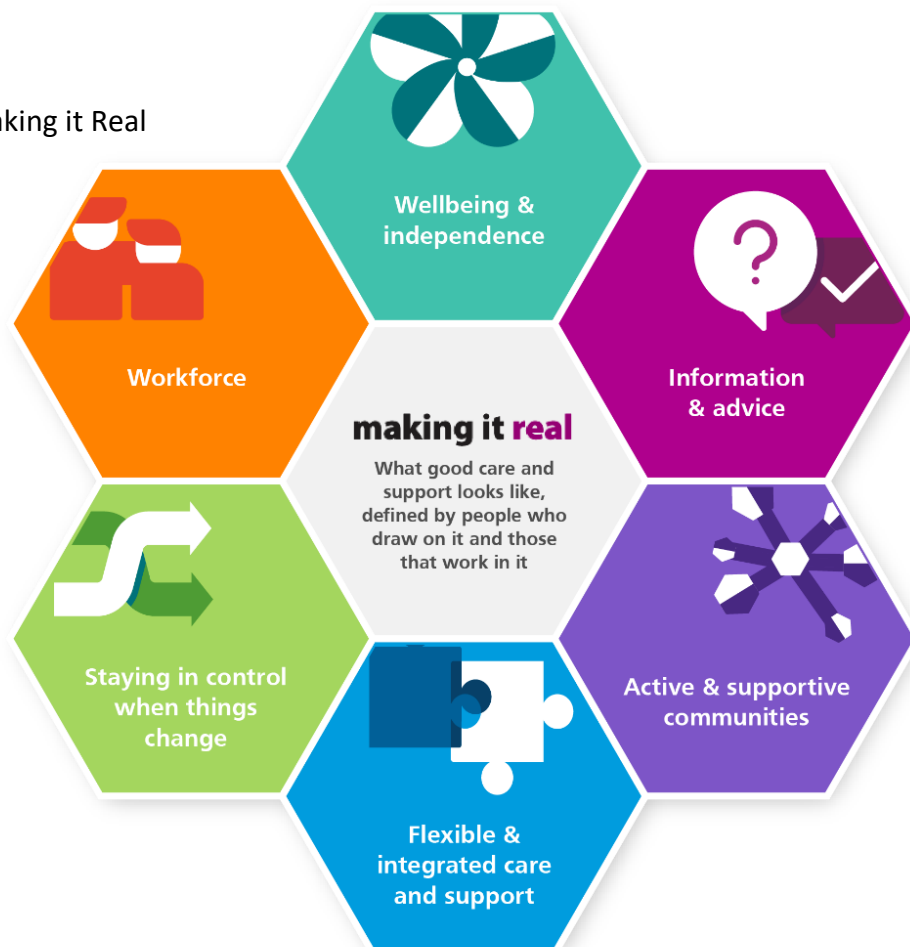 aking it Real
Wellbeing &
independence
?
Information
& advice
Workforce
making it real
What good care and
support looks like,
defined by people who
draw on it and those
that work in it
Staying in control
when things
change
Active & supportive
communities
Flexible &
integrated care
and support